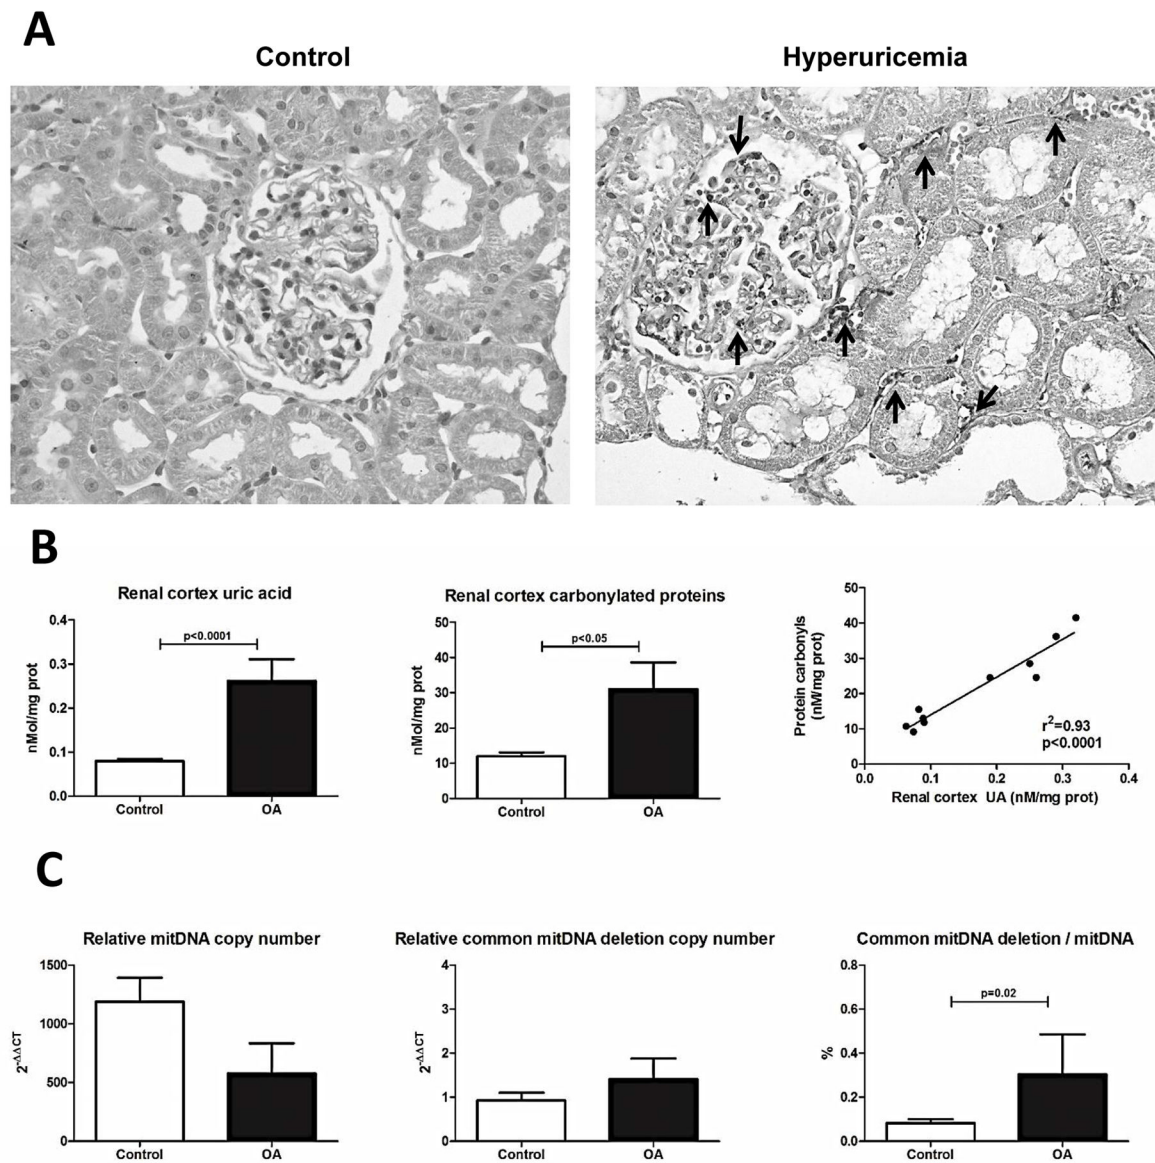 A
Control
Hyperuricemia
B
Renal cortex uric acid
nMol/mg prot
0.4
0.3
0.2
0.1
0.0
p<0.0001
Control
OA
Renal cortex carbonylated proteins
nMol/mg prot
50
40
30
20
10
0
p<0.05
Control
OA
Protein carbonyls
(nM/mg prot)
50
40
30
20
10
0
r²=0.93
p<0.0001
0.0
0.1
0.2
0.3
0.4
Renal cortex UA (nM/mg prot)
C
Relative mitDNA copy number
2-ΔΔCT
1500
1000
500
0
Control
OA
Relative common mitDNA deletion copy number
2-ΔΔCT
4
3
2
1
0
Control
OA
Common mitDNA deletion / mitDNA
%
0.8
0.6
0.4
0.2
0.0
p=0.02
Control
OA